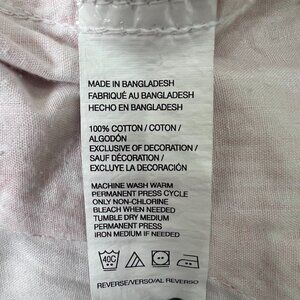 MADE IN BANGLADESH
FABRIQUÉ AU BANGLADESH
HECHO EN BANGLADESH
100% COTTON / COTON /
ALGODÓN
EXCLUSIVE OF DECORATION /
SAUF DÉCORATION /
EXCLUYE LA DECORACIÓN
MACHINE WASH WARM
PERMANENT PRESS CYCLE
ONLY NON-CHLORINE
BLEACH WHEN NEEDED
TUMBLE DRY MEDIUM
PERMANENT PRESS
IRON MEDIUM IF NEEDED
40C
REVERSE/VERSO/AL REVERSO